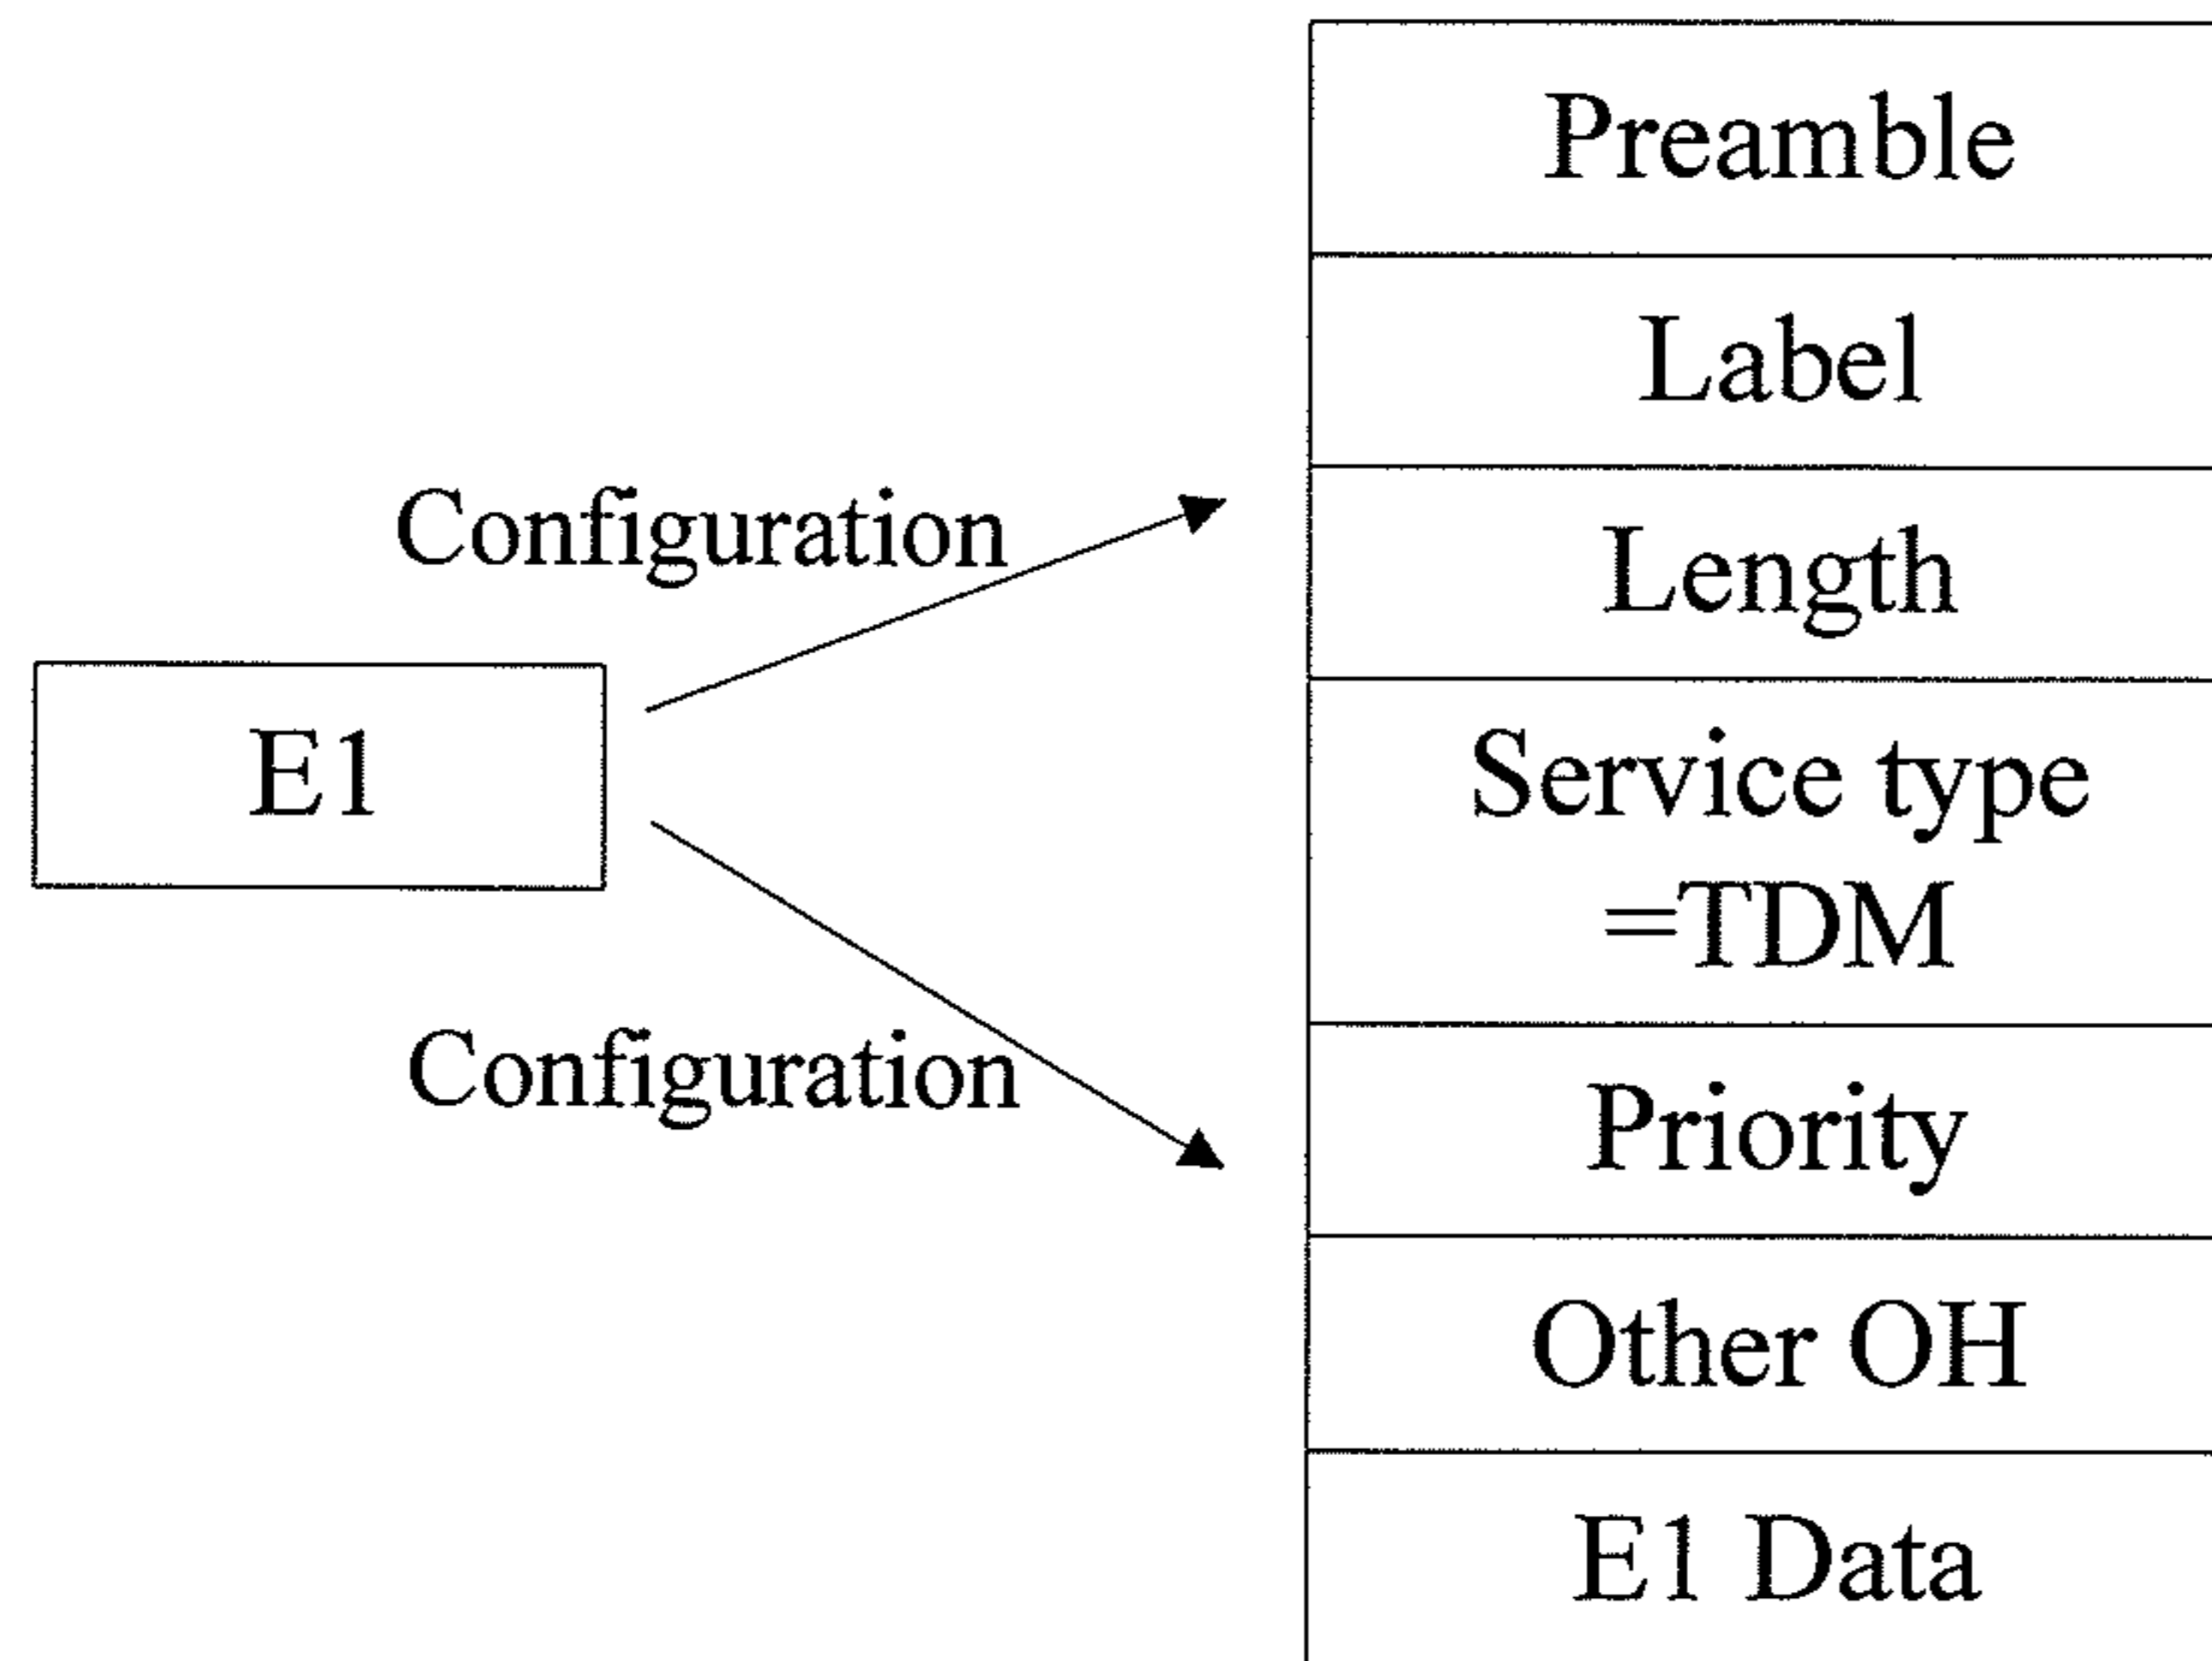 Configuration
E1
Configuration
Preamble
Label
Length
Service type
=TDM
Priority
Other OH
E1 Data